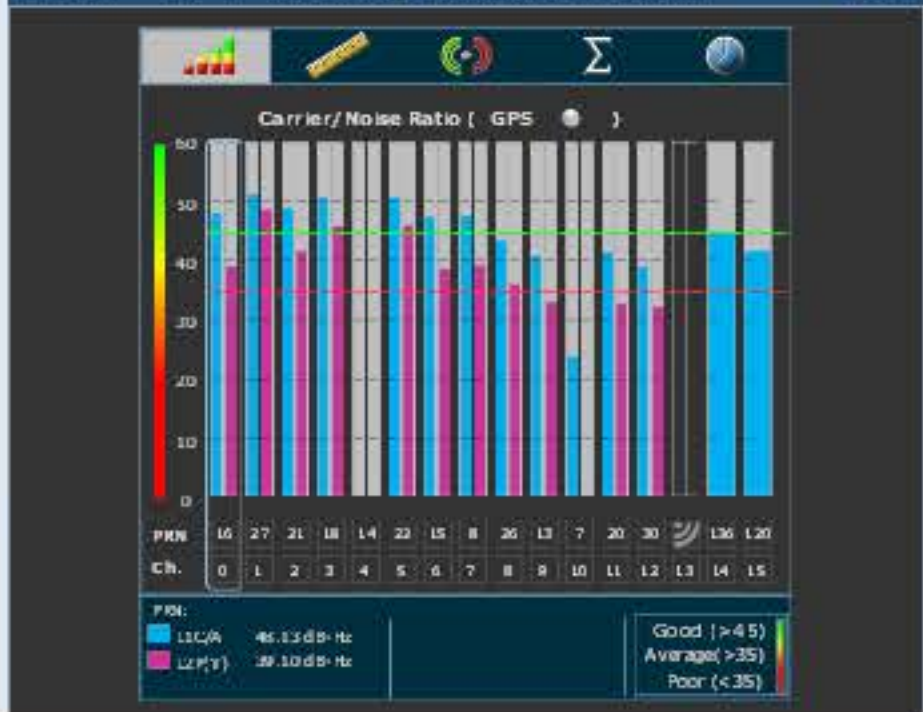 Σ
Carrier/Noise Ratio ( GPS )
60
50
40
30
20
10
0
PRN 16 27 21 18 14 22 15 8 26 13 7 20 30 136 120
Ch. 0 1 2 3 4 5 6 7 8 9 10 11 12 13 14 15
PRN:
L1C/A 48.13dB-Hz
L2P(Y) 39.10dB-Hz
Good (>45)
Average(>35)
Poor (<35)